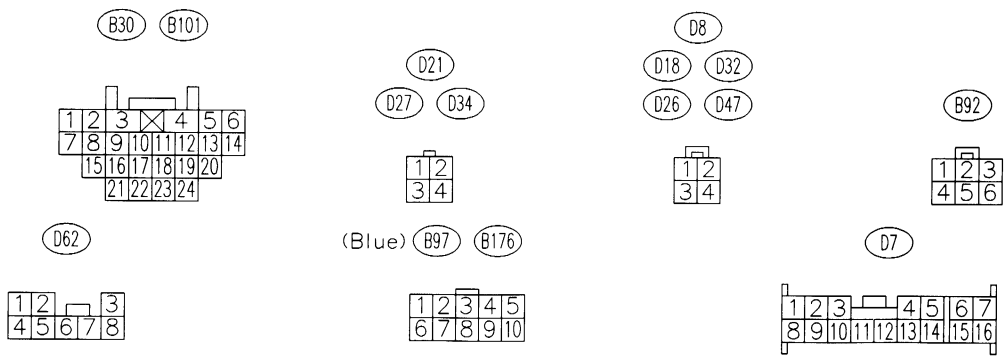 B30 B101
D21
D27 D34
D8
D18 D32
D26 D47
B92
1 2 3 4 5 6
7 8 9 10 11 12 13 14
15 16 17 18 19 20
21 22 23 24
1 2
3 4
1 2
3 4
1 2 3
4 5 6
D62
(Blue) B97 B176
D7
1 2 3
4 5 6 7 8
1 2 3 4 5
6 7 8 9 10
1 2 3 4 5 6 7
8 9 10 11 12 13 14 15 16